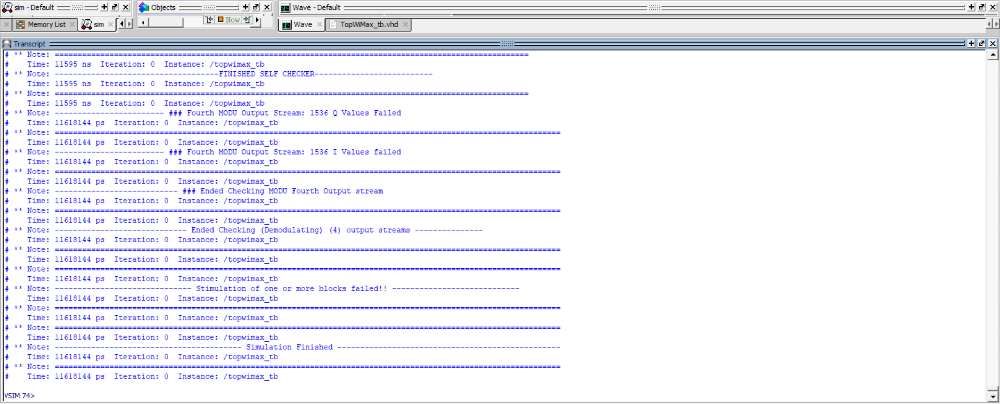 sim - Default
Objects
Wave - Default
Memory List
sim
Now
Wave
TopWiMax_tb.vhd
Transcript
# ** Note: ========================================================================================================
#    Time: 11595 ns  Iteration: 0  Instance: /topwimax_tb
# ** Note: ------------------------------------FINISHED SELF CHECKER--------------------------
#    Time: 11595 ns  Iteration: 0  Instance: /topwimax_tb
# ** Note: ========================================================================================================
#    Time: 11595 ns  Iteration: 0  Instance: /topwimax_tb
# ** Note: ------------------------ ### Fourth MODU Output Stream: 1536 Q Values Failed
#    Time: 11618144 ps  Iteration: 0  Instance: /topwimax_tb
# ** Note: ===============================================================================================================
#    Time: 11618144 ps  Iteration: 0  Instance: /topwimax_tb
# ** Note: ------------------------ ### Fourth MODU Output Stream: 1536 I Values failed
#    Time: 11618144 ps  Iteration: 0  Instance: /topwimax_tb
# ** Note: ===============================================================================================================
#    Time: 11618144 ps  Iteration: 0  Instance: /topwimax_tb
# ** Note: --------------------------- ### Ended Checking MODU Fourth Output stream
#    Time: 11618144 ps  Iteration: 0  Instance: /topwimax_tb
# ** Note: ===============================================================================================================
#    Time: 11618144 ps  Iteration: 0  Instance: /topwimax_tb
# ** Note: ----------------------------- Ended Checking (Demodulating) (4) output streams ---------------
#    Time: 11618144 ps  Iteration: 0  Instance: /topwimax_tb
# ** Note: ===============================================================================================================
#    Time: 11618144 ps  Iteration: 0  Instance: /topwimax_tb
# ** Note: ===============================================================================================================
#    Time: 11618144 ps  Iteration: 0  Instance: /topwimax_tb
# ** Note: ------------------------------ Stimulation of one or more blocks failed!! ----------------------------
#    Time: 11618144 ps  Iteration: 0  Instance: /topwimax_tb
# ** Note: ===============================================================================================================
#    Time: 11618144 ps  Iteration: 0  Instance: /topwimax_tb
# ** Note: ===============================================================================================================
#    Time: 11618144 ps  Iteration: 0  Instance: /topwimax_tb
# ** Note: ----------------------------------------- Simulation Finished -------------------------------------------------
#    Time: 11618144 ps  Iteration: 0  Instance: /topwimax_tb
# ** Note: ===============================================================================================================
#    Time: 11618144 ps  Iteration: 0  Instance: /topwimax_tb
VSIM 74>